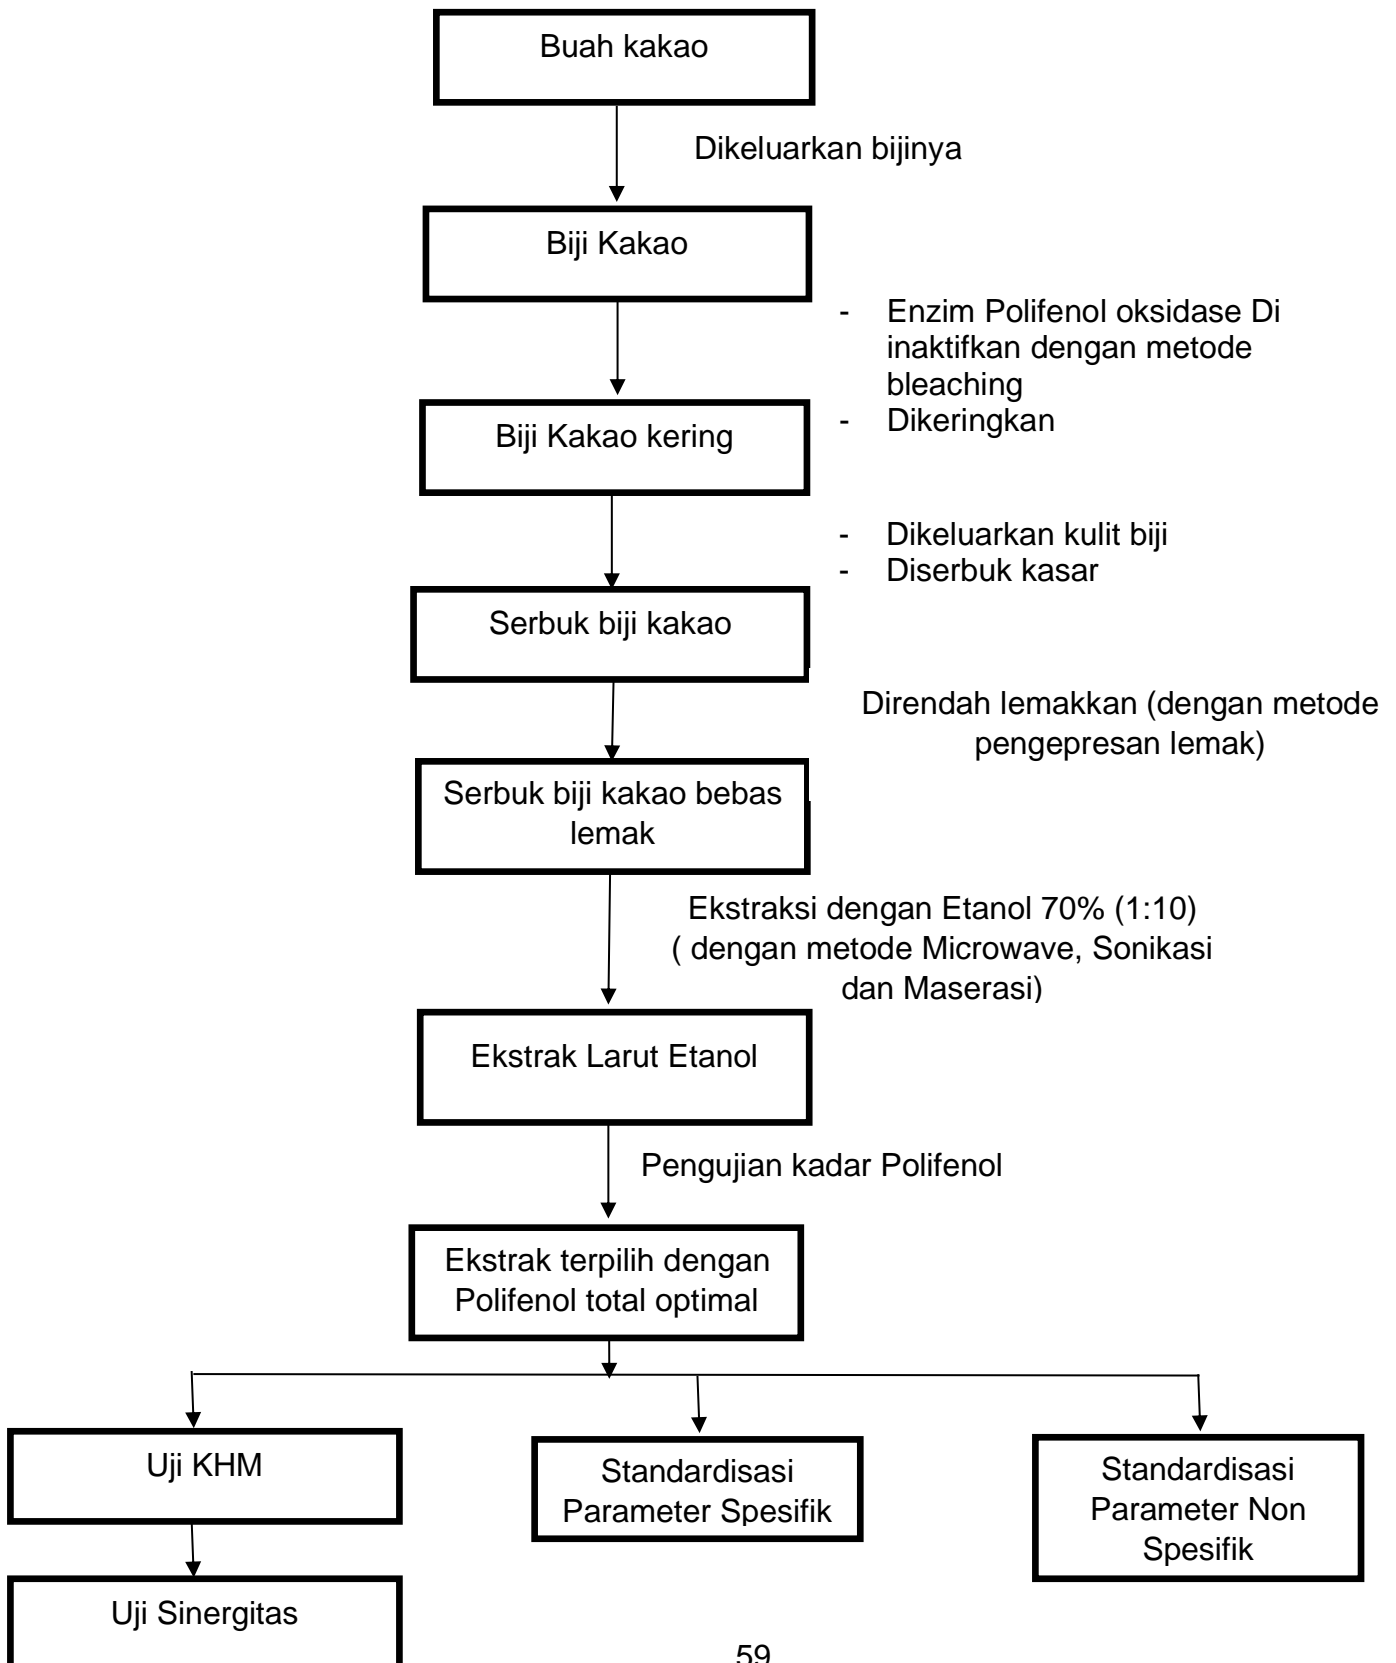 Buah kakao
Dikeluarkan bijinya
Biji Kakao
- Enzim Polifenol oksidase Di
inaktifkan dengan metode
bleaching
- Dikeringkan
Biji Kakao kering
- Dikeluarkan kulit biji
- Diserbuk kasar
Serbuk biji kakao
Direndah lemakkan (dengan metode
pengepresan lemak)
Serbuk biji kakao bebas
lemak
Ekstraksi dengan Etanol 70% (1:10)
( dengan metode Microwave, Sonikasi
dan Maserasi)
Ekstrak Larut Etanol
Pengujian kadar Polifenol
Ekstrak terpilih dengan
Polifenol total optimal
Uji KHM
Standardisasi
Parameter Spesifik
Standardisasi
Parameter Non
Spesifik
Uji Sinergitas
59